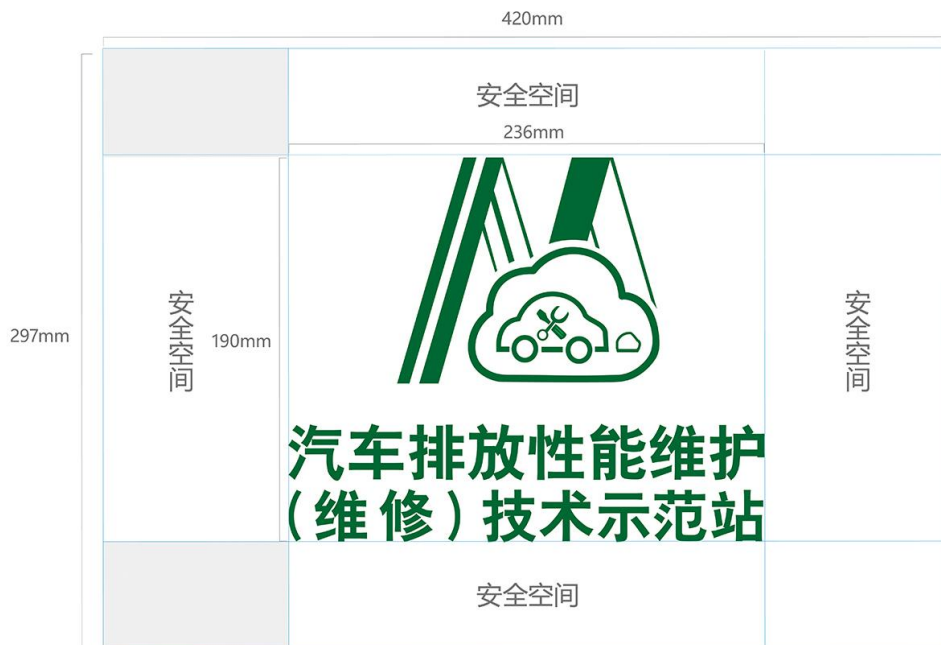 420mm
安全空间
236mm
297mm
安全空间
190mm
安全空间
汽车排放性能维护
（维修）技术示范站
安全空间